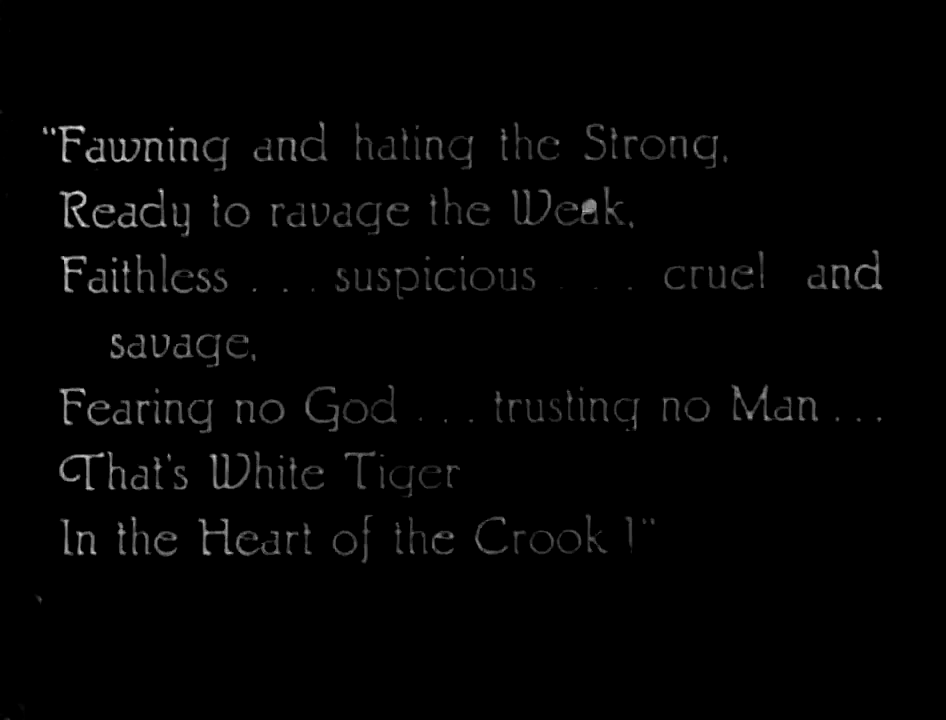 "Fawning and hating the Strong,
Ready to ravage the Weak,
Faithless . . . suspicious . . . cruel and
savage,
Fearing no God . . . trusting no Man . . .
That's White Tiger
In the Heart of the Crook !"